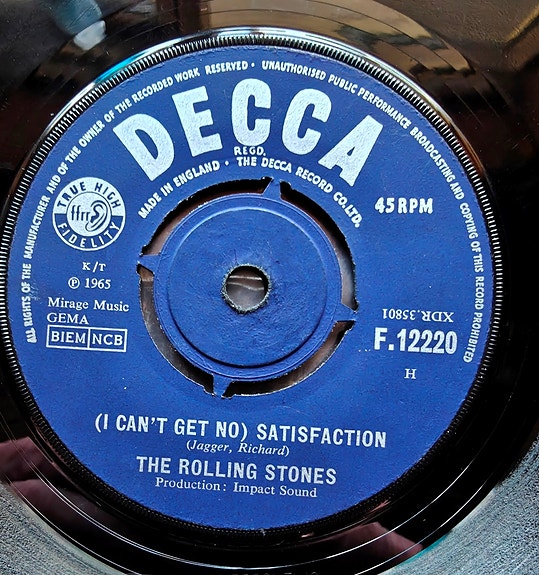 ALL RIGHTS OF THE MANUFACTURER AND OF THE OWNER OF THE RECORDED WORK RESERVED • UNAUTHORISED PUBLIC PERFORMANCE BROADCASTING AND COPYING OF THIS RECORD PROHIBITED
DECCA
REGD.
MADE IN ENGLAND • THE DECCA RECORD CO. LTD.
TRUE HIGH
ffrr
FIDELITY
45 RPM
K/T
℗ 1965
Mirage Music
GEMA
BIEM NCB
XDR.35801
F.12220
H
(I CAN'T GET NO) SATISFACTION
(Jagger, Richard)
THE ROLLING STONES
Production: Impact Sound